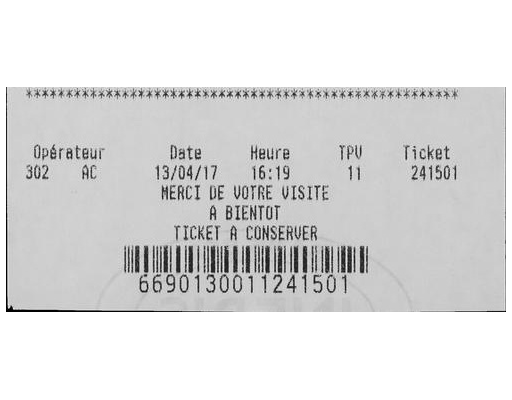 ************************************************************
Opérateur Date Heure TPV Ticket
302 AC 13/04/17 16:19 11 241501
MERCI DE VOTRE VISITE
A BIENTOT
TICKET A CONSERVER
6690130011241501